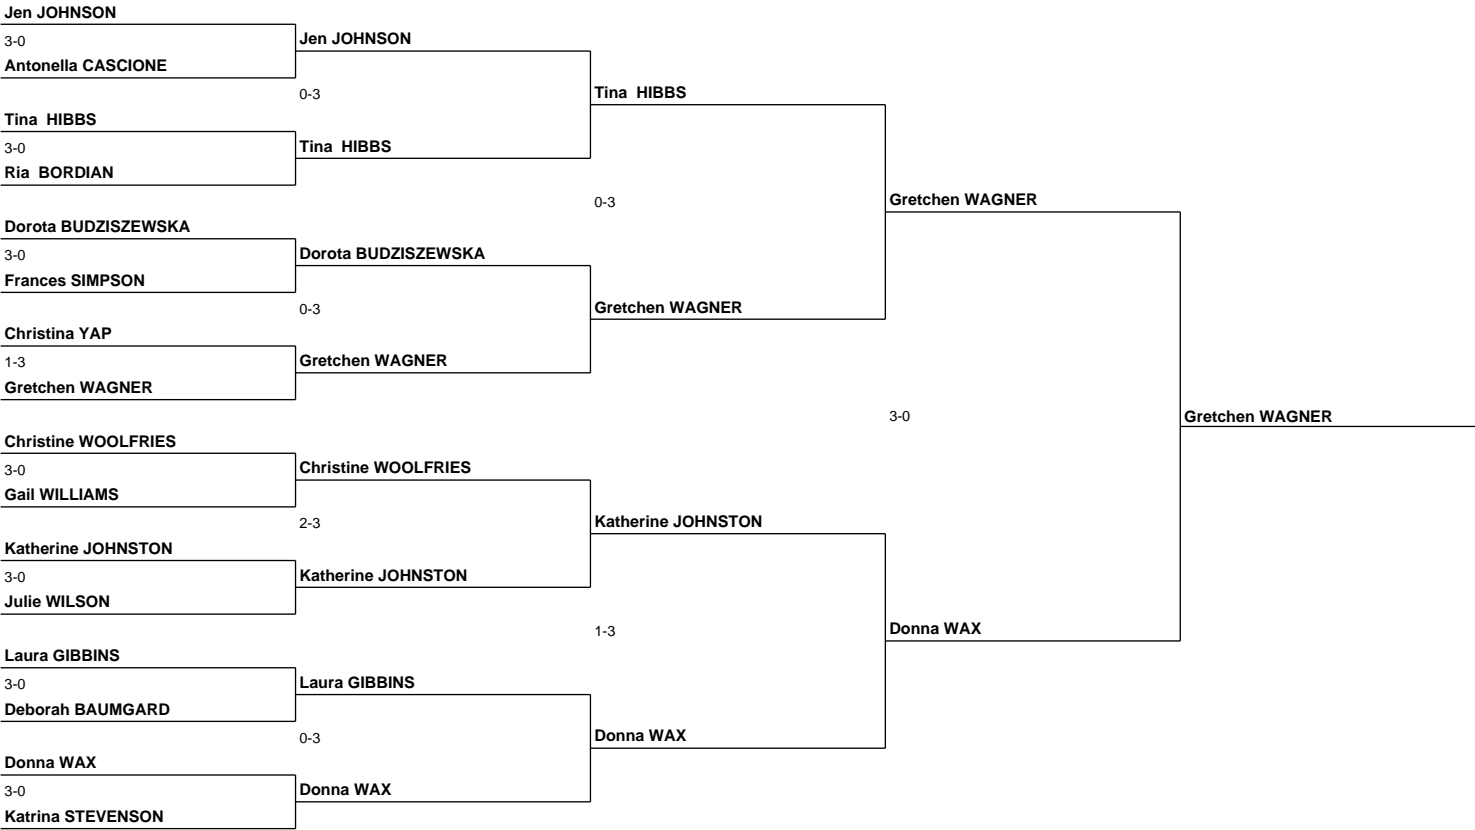 Jen JOHNSON
3-0
Antonella CASCIONE
Tina HIBBS
3-0
Ria BORDIAN
Dorota BUDZISZEWSKA
3-0
Frances SIMPSON
Christina YAP
1-3
Gretchen WAGNER
Christine WOOLFRIES
3-0
Gail WILLIAMS
Katherine JOHNSTON
3-0
Julie WILSON
Laura GIBBINS
3-0
Deborah BAUMGARD
Donna WAX
3-0
Katrina STEVENSON
Jen JOHNSON
0-3
Tina HIBBS
Dorota BUDZISZEWSKA
0-3
Gretchen WAGNER
Christine WOOLFRIES
2-3
Katherine JOHNSTON
Laura GIBBINS
0-3
Donna WAX
Tina HIBBS
0-3
Gretchen WAGNER
Katherine JOHNSTON
1-3
Donna WAX
Gretchen WAGNER
3-0
Donna WAX
Gretchen WAGNER